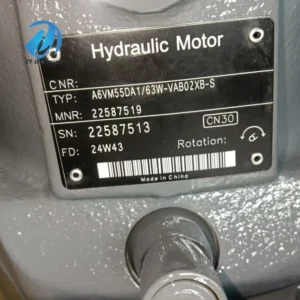 Hydraulic Motor
CNR:
TYP: A6VM55DA1/63W-VAB02XB-S
MNR: 22587519
SN: 22587513 CN30
FD: 24W43 Rotation:
Made in China